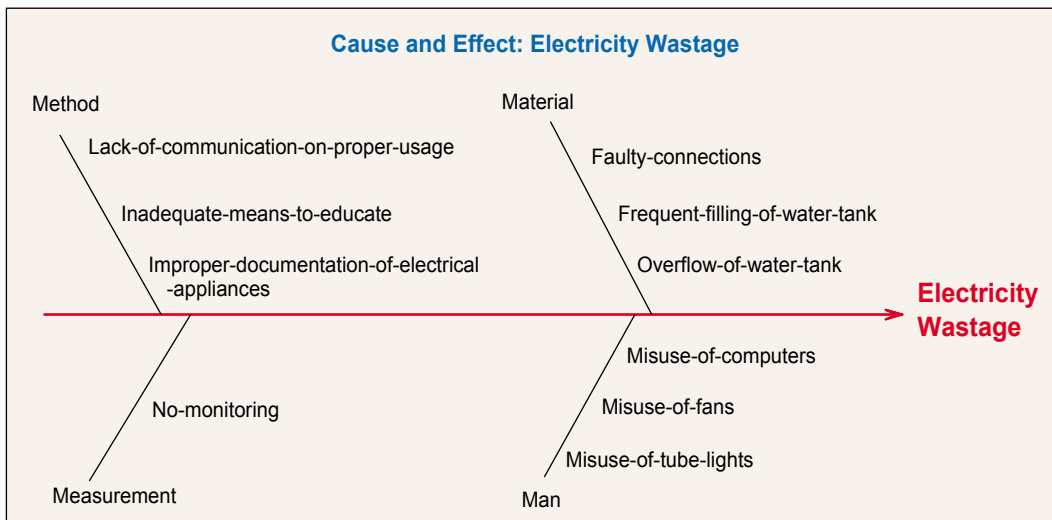 Cause and Effect: Electricity Wastage
Method
Lack-of-communication-on-proper-usage
Inadequate-means-to-educate
Improper-documentation-of-electrical
-appliances
Material
Faulty-connections
Frequent-filling-of-water-tank
Overflow-of-water-tank
Electricity
Wastage
No-monitoring
Measurement
Misuse-of-computers
Misuse-of-fans
Misuse-of-tube-lights
Man